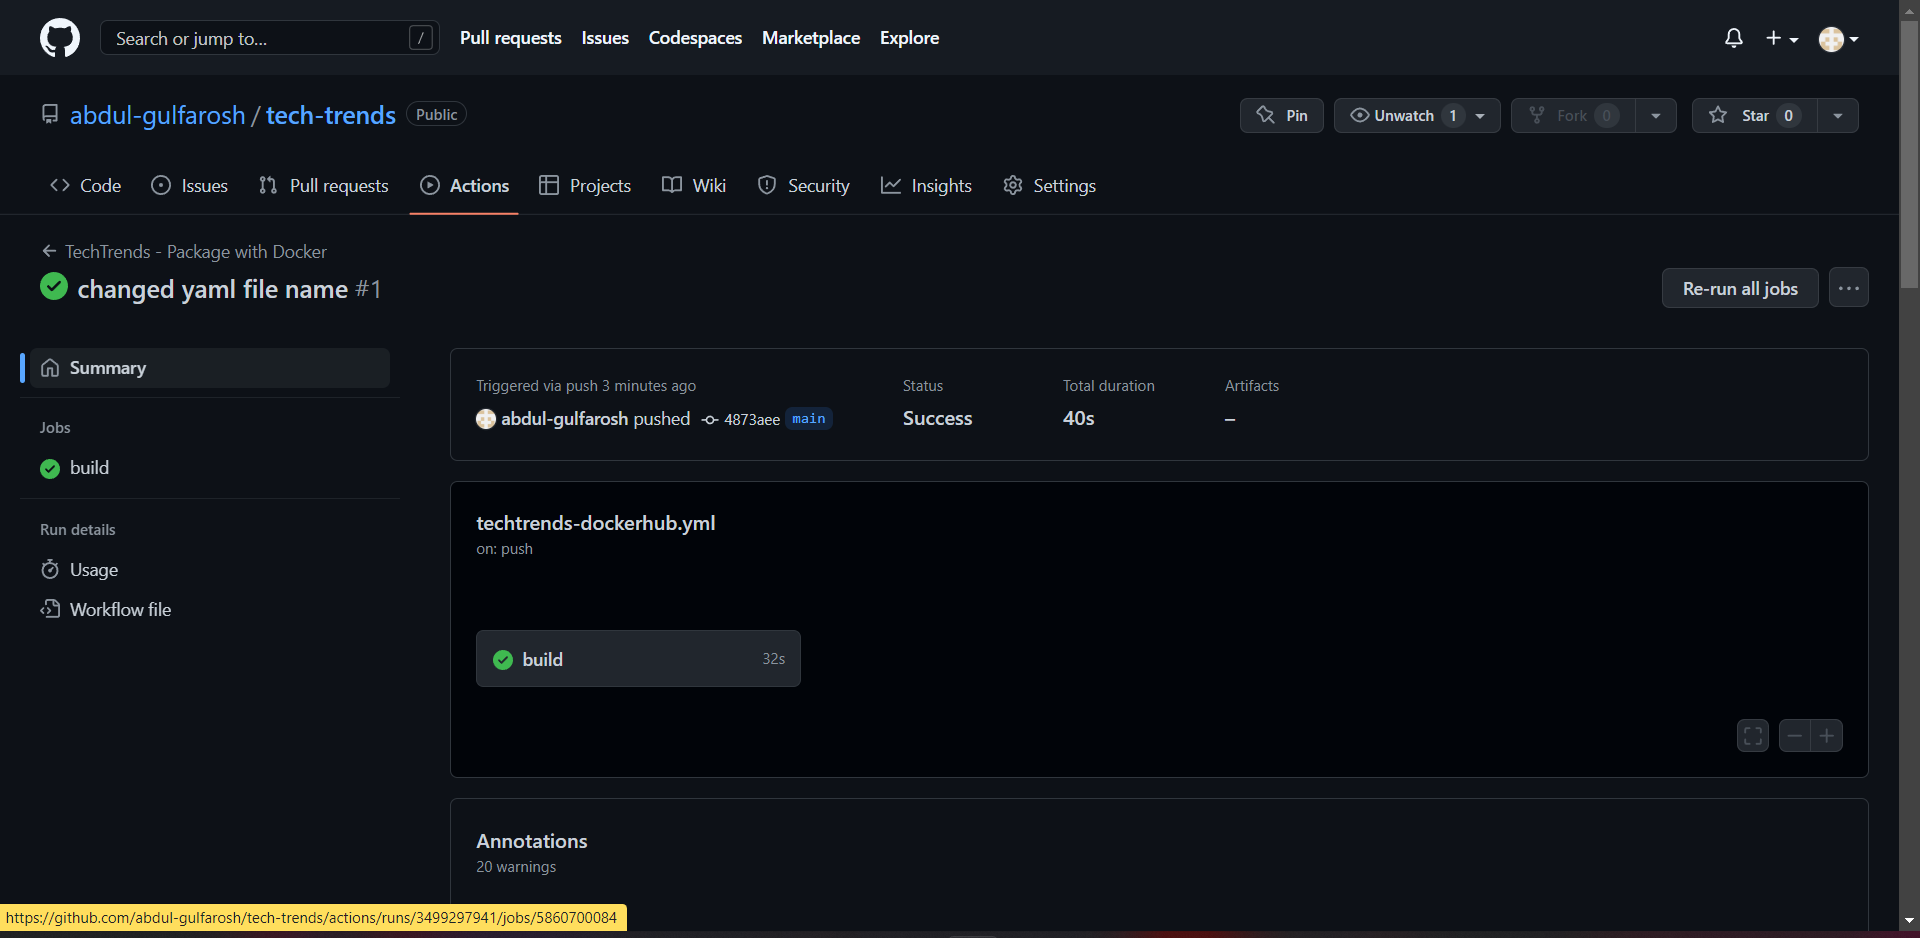 Search or jump to... /
Pull requests Issues Codespaces Marketplace Explore
abdul-gulfarosh / tech-trends Public
Pin Unwatch 1 Fork 0 Star 0
Code Issues Pull requests Actions Projects Wiki Security Insights Settings
TechTrends - Package with Docker
changed yaml file name #1
Re-run all jobs
Summary
Jobs
build
Run details
Usage
Workflow file
Triggered via push 3 minutes ago
abdul-gulfarosh pushed 4873aee main
Status
Success
Total duration
40s
Artifacts
–
techtrends-dockerhub.yml
on: push
build 32s
Annotations
20 warnings
https://github.com/abdul-gulfarosh/tech-trends/actions/runs/3499297941/jobs/5860700084